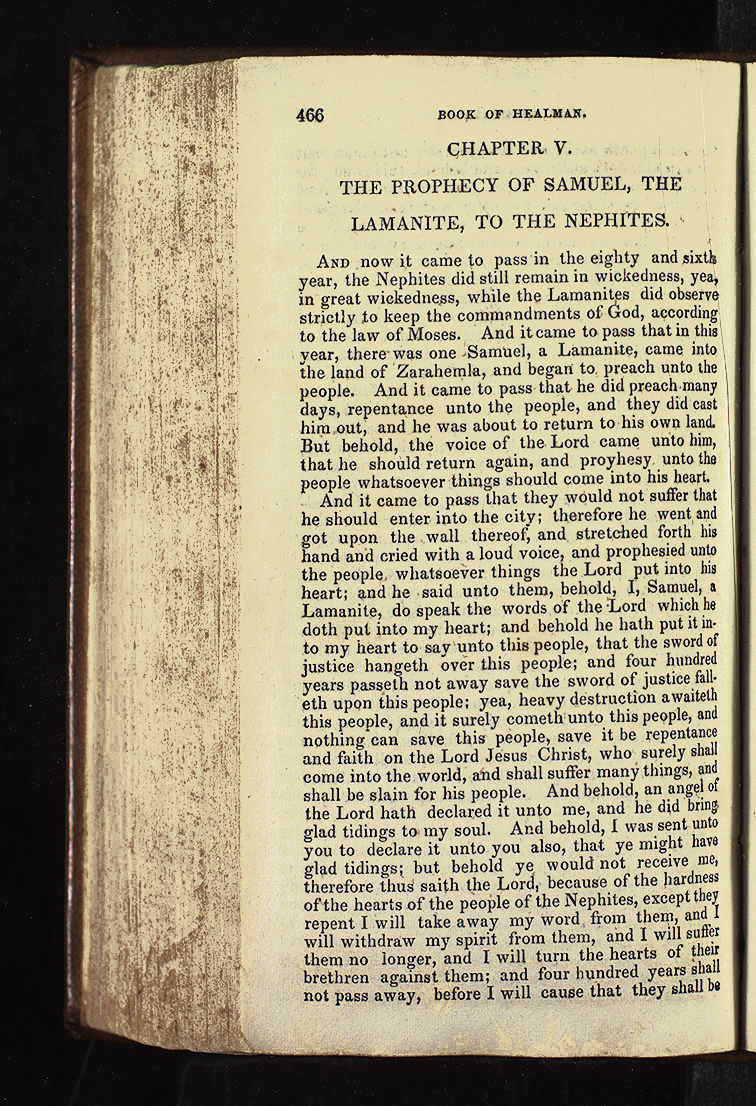 466 BOOK OF HEALMAN.
CHAPTER V.
THE PROPHECY OF SAMUEL, THE
LAMANITE, TO THE NEPHITES.
AND now it came to pass in the eighty and sixth
year, the Nephites did still remain in wickedness, yea,
in great wickedness, while the Lamanites did observe
strictly to keep the commandments of God, according
to the law of Moses. And it came to pass that in this
year, there was one Samuel, a Lamanite, came into
the land of Zarahemla, and began to preach unto the
people. And it came to pass that he did preach many
days, repentance unto the people, and they did cast
him out, and he was about to return to his own land.
But behold, the voice of the Lord came unto him,
that he should return again, and proyhesy unto the
people whatsoever things should come into his heart.
And it came to pass that they would not suffer that
he should enter into the city; therefore he went and
got upon the wall thereof, and stretched forth his
hand and cried with a loud voice, and prophesied unto
the people whatsoever things the Lord put into his
heart; and he said unto them, behold, I, Samuel, a
Lamanite, do speak the words of the Lord which he
doth put into my heart; and behold he hath put it in-
to my heart to say unto this people, that the sword of
justice hangeth over this people; and four hundred
years passeth not away save the sword of justice fall-
eth upon this people; yea, heavy destruction awaiteth
this people, and it surely cometh unto this people, and
nothing can save this people, save it be repentance
and faith on the Lord Jesus Christ, who surely shall
come into the world, and shall suffer many things, and
shall be slain for his people. And behold, an angel of
the Lord hath declared it unto me, and he did bring
glad tidings to my soul. And behold, I was sent unto
you to declare it unto you also, that ye might have
glad tidings; but behold ye would not receive me,
therefore thus saith the Lord, because of the hardness
of the hearts of the people of the Nephites, except they
repent I will take away my word from them, and I
will withdraw my spirit from them, and I will suffer
them no longer, and I will turn the hearts of their
brethren against them; and four hundred years shall
not pass away, before I will cause that they shall be